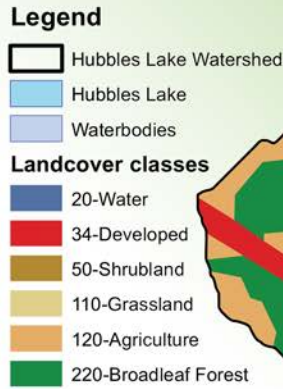 Legend
Hubbles Lake Watershed
Hubbles Lake
Waterbodies
Landcover classes
20-Water
34-Developed
50-Shrubland
110-Grassland
120-Agriculture
220-Broadleaf Forest